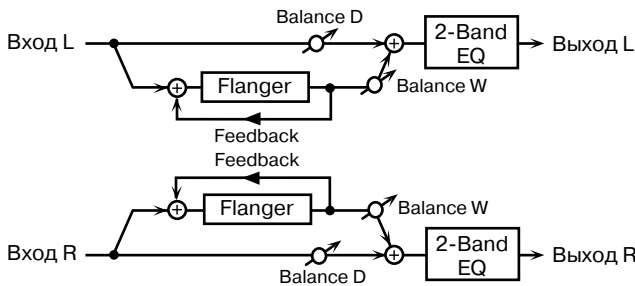 Balance D
Вход L
2-Band
EQ
Выход L
Flanger
Balance W
Feedback
Feedback
Flanger
Balance W
Вход R
2-Band
EQ
Выход R
Balance D